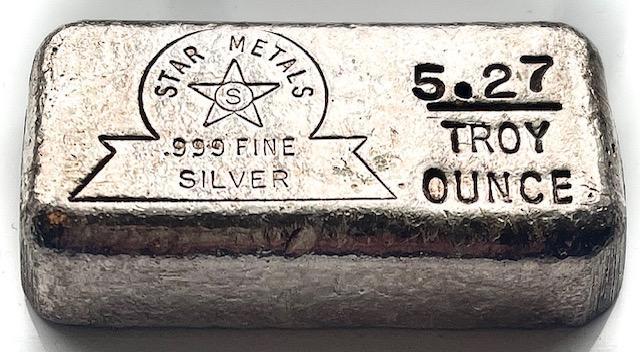 STAR METALS
S
.999 FINE
SILVER
5.27
TROY
OUNCE